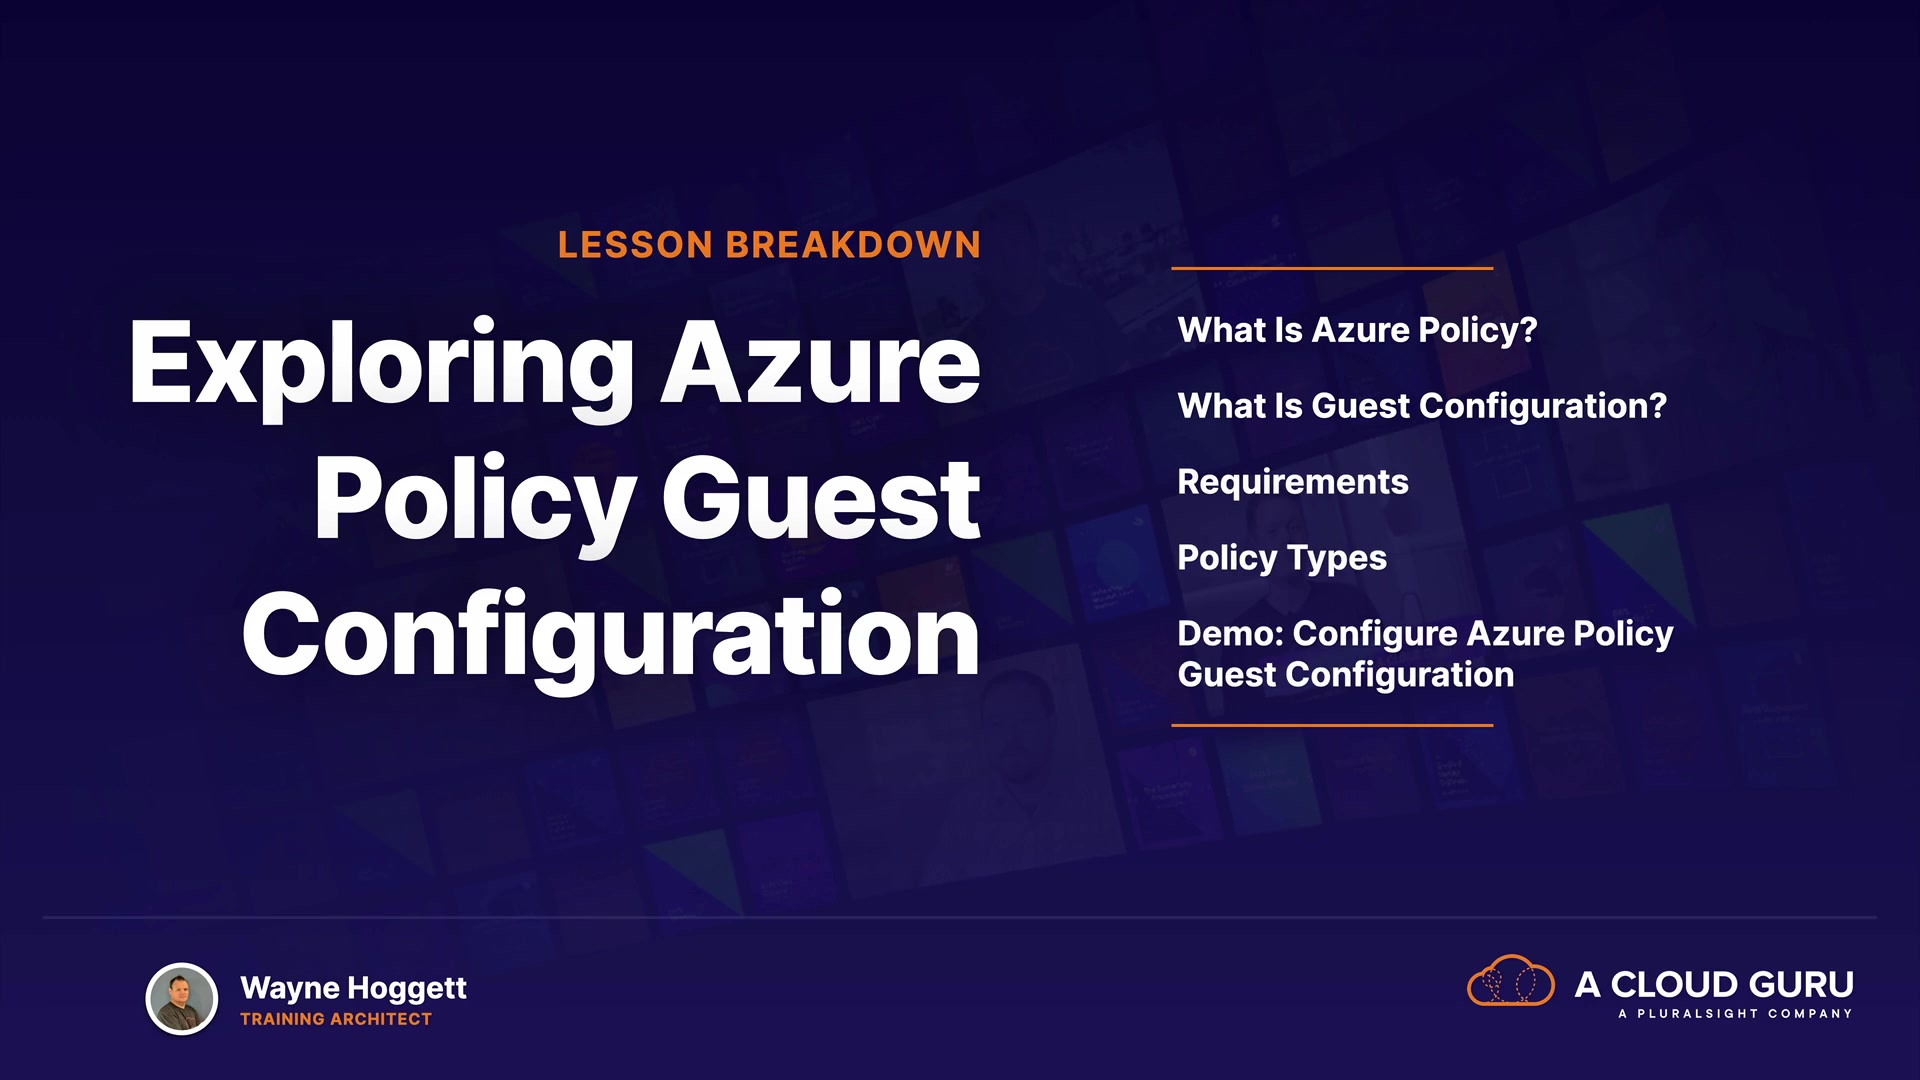 LESSON BREAKDOWN
Exploring Azure
Policy Guest
Configuration
What Is Azure Policy?
What Is Guest Configuration?
Requirements
Policy Types
Demo: Configure Azure Policy
Guest Configuration
Wayne Hoggett
TRAINING ARCHITECT
A CLOUD GURU
A PLURALSIGHT COMPANY